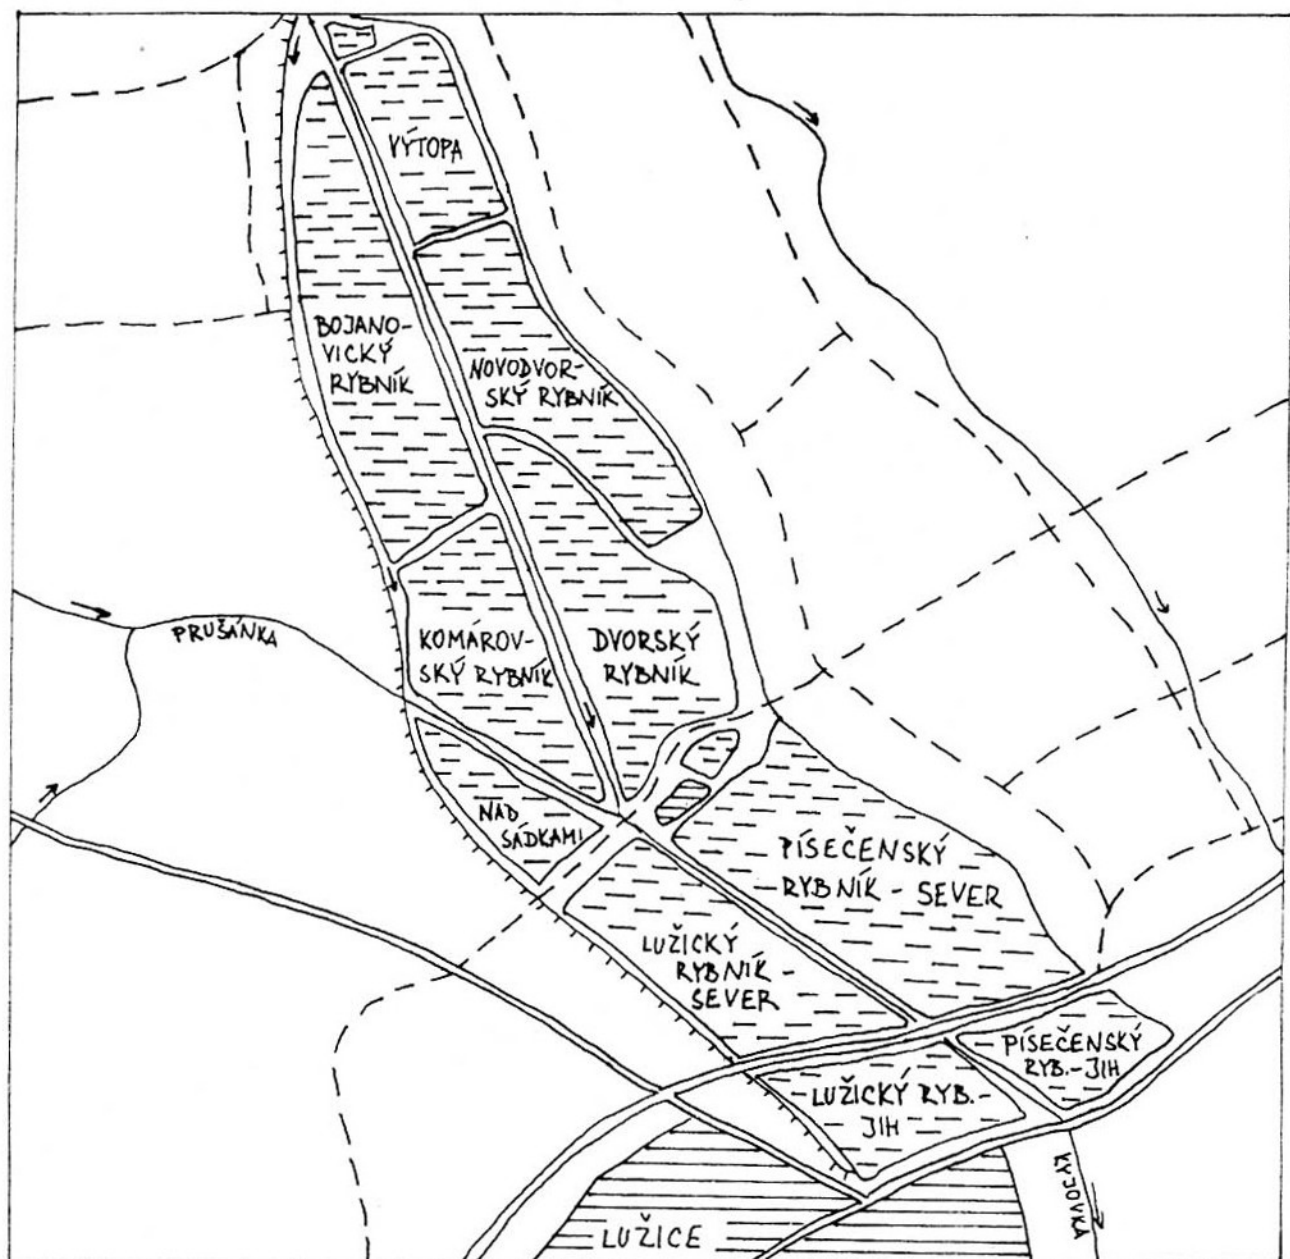 VÝTOPA
BOJANO-
VICKÝ
RYBNÍK
NOVODVOR-
SKÝ RYBNÍK
PRUŠÁNKA
KOMÁROV-
SKÝ RYBNÍK
DVORSKÝ
RYBNÍK
NAD
SÁDKAMI
PÍSEČENSKÝ
RYBNÍK - SEVER
LUŽICKÝ
RYBNÍK -
SEVER
PÍSEČENSKÝ
RYB.-JIH
LUŽICKÝ RYB.-
JIH
KYJOVKA
LUŽICE